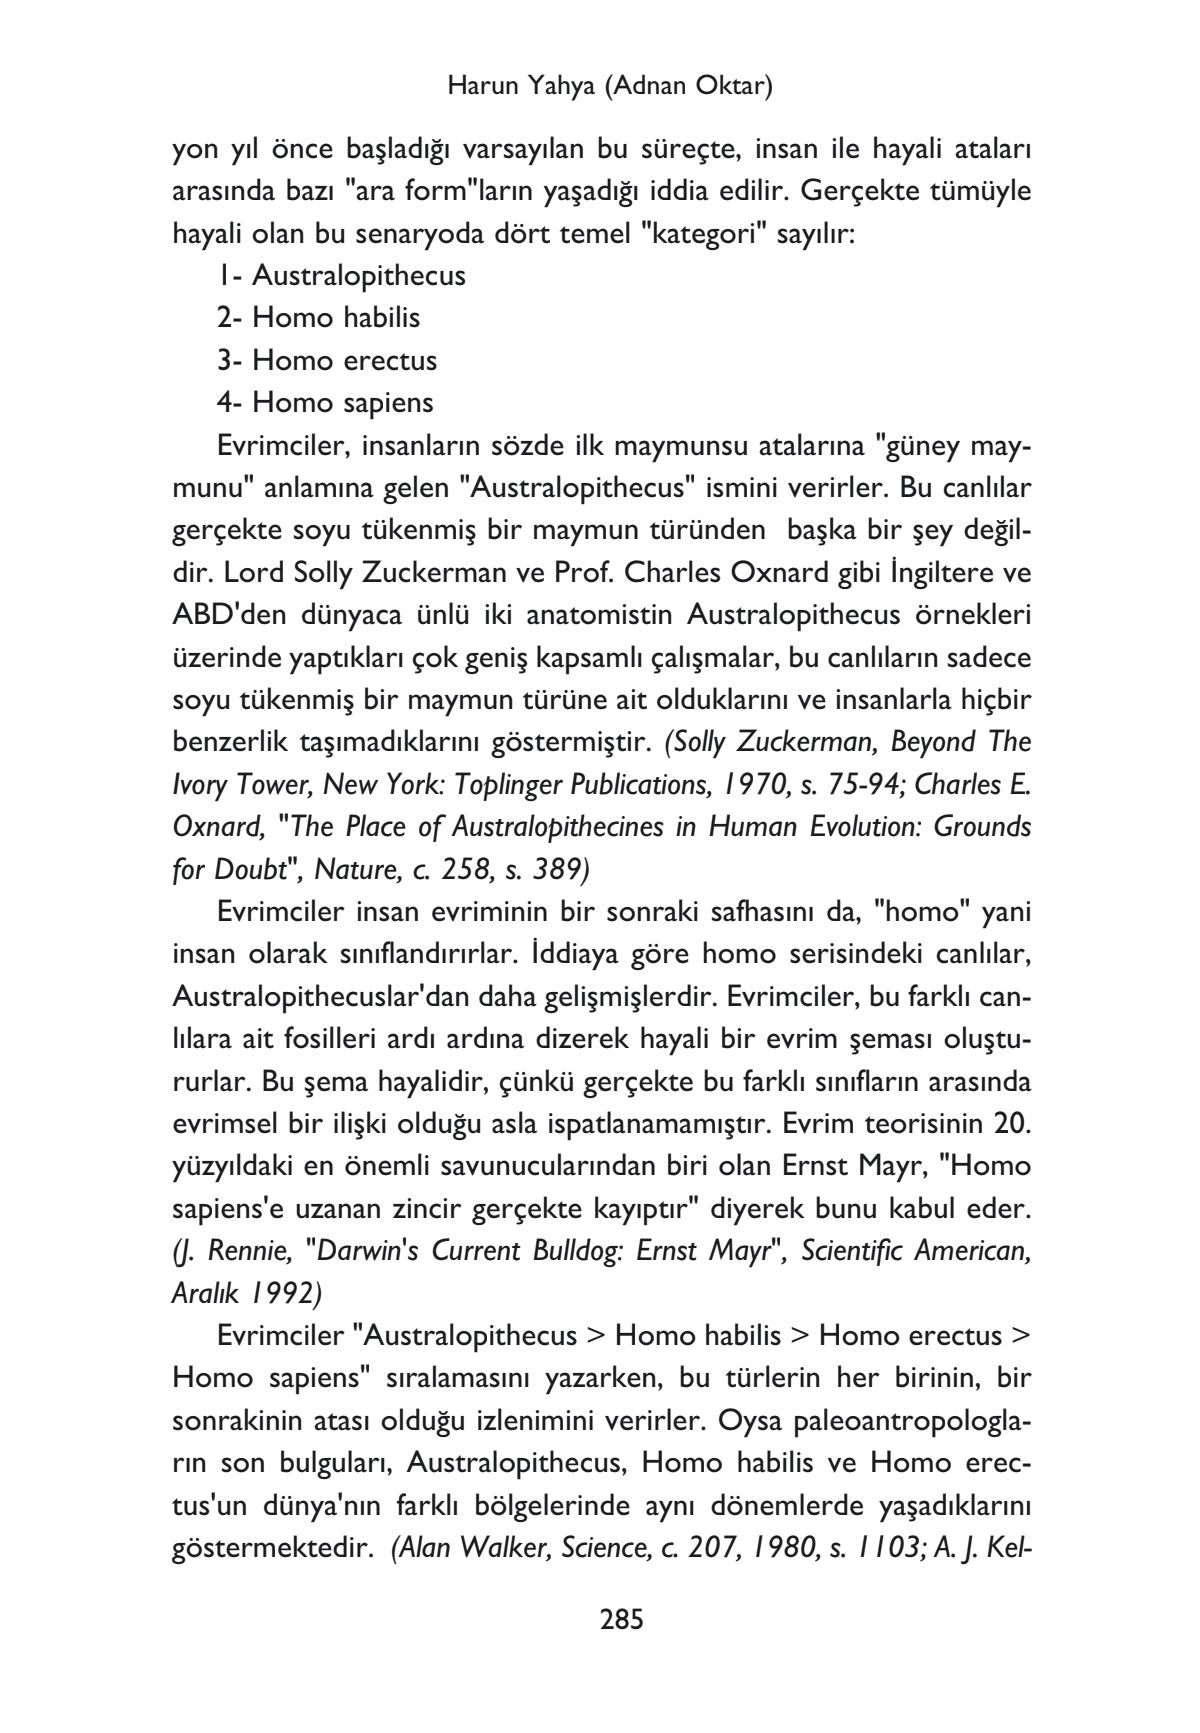 Harun Yahya (Adnan Oktar)
yon yıl önce başladığı varsayılan bu süreçte, insan ile hayali ataları
arasında bazı "ara form"ların yaşadığı iddia edilir. Gerçekte tümüyle
hayali olan bu senaryoda dört temel "kategori" sayılır:
1- Australopithecus
2- Homo habilis
3- Homo erectus
4- Homo sapiens
Evrimciler, insanların sözde ilk maymunsu atalarına "güney may-
munu" anlamına gelen "Australopithecus" ismini verirler. Bu canlılar
gerçekte soyu tükenmiş bir maymun türünden  başka bir şey değil-
dir. Lord Solly Zuckerman ve Prof. Charles Oxnard gibi İngiltere ve
ABD'den dünyaca ünlü iki anatomistin Australopithecus örnekleri
üzerinde yaptıkları çok geniş kapsamlı çalışmalar, bu canlıların sadece
soyu tükenmiş bir maymun türüne ait olduklarını ve insanlarla hiçbir
benzerlik taşımadıklarını göstermiştir. (Solly Zuckerman, Beyond The
Ivory Tower, New York: Toplinger Publications, 1970, s. 75-94; Charles E.
Oxnard, "The Place of Australopithecines in Human Evolution: Grounds
for Doubt", Nature, c. 258, s. 389)
Evrimciler insan evriminin bir sonraki safhasını da, "homo" yani
insan olarak sınıflandırırlar. İddiaya göre homo serisindeki canlılar,
Australopithecuslar'dan daha gelişmişlerdir. Evrimciler, bu farklı can-
lılara ait fosilleri ardı ardına dizerek hayali bir evrim şeması oluştu-
rurlar. Bu şema hayalidir, çünkü gerçekte bu farklı sınıfların arasında
evrimsel bir ilişki olduğu asla ispatlanamamıştır. Evrim teorisinin 20.
yüzyıldaki en önemli savunucularından biri olan Ernst Mayr, "Homo
sapiens'e uzanan zincir gerçekte kayıptır" diyerek bunu kabul eder.
(J. Rennie, "Darwin's Current Bulldog: Ernst Mayr", Scientific American,
Aralık 1992)
Evrimciler "Australopithecus > Homo habilis > Homo erectus >
Homo sapiens" sıralamasını yazarken, bu türlerin her birinin, bir
sonrakinin atası olduğu izlenimini verirler. Oysa paleoantropologla-
rın son bulguları, Australopithecus, Homo habilis ve Homo erec-
tus'un dünya'nın farklı bölgelerinde aynı dönemlerde yaşadıklarını
göstermektedir.  (Alan Walker, Science, c. 207, 1980, s. 1103; A. J. Kel-
285